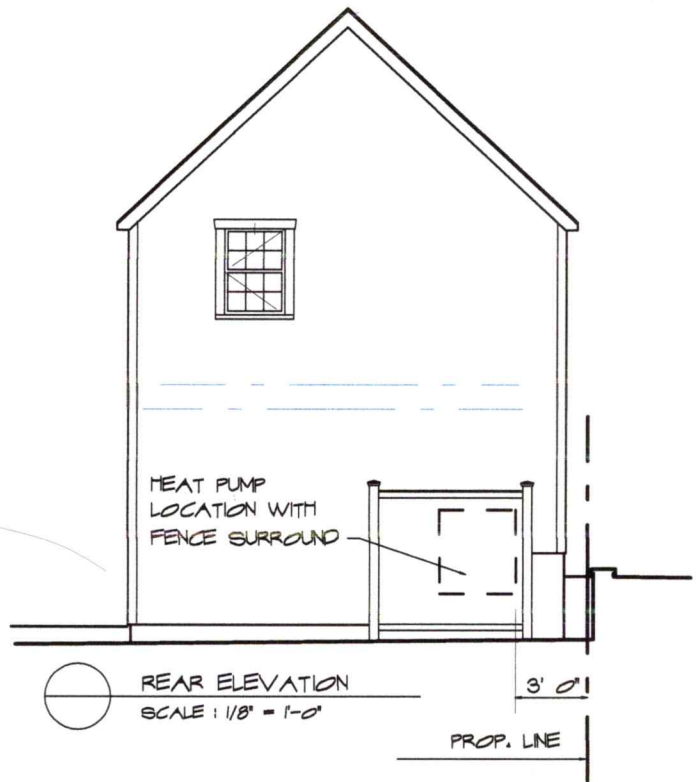 HEAT PUMP
LOCATION WITH
FENCE SURROUND
REAR ELEVATION
SCALE : 1/8" = 1'-0"
3' 0"
PROP. LINE